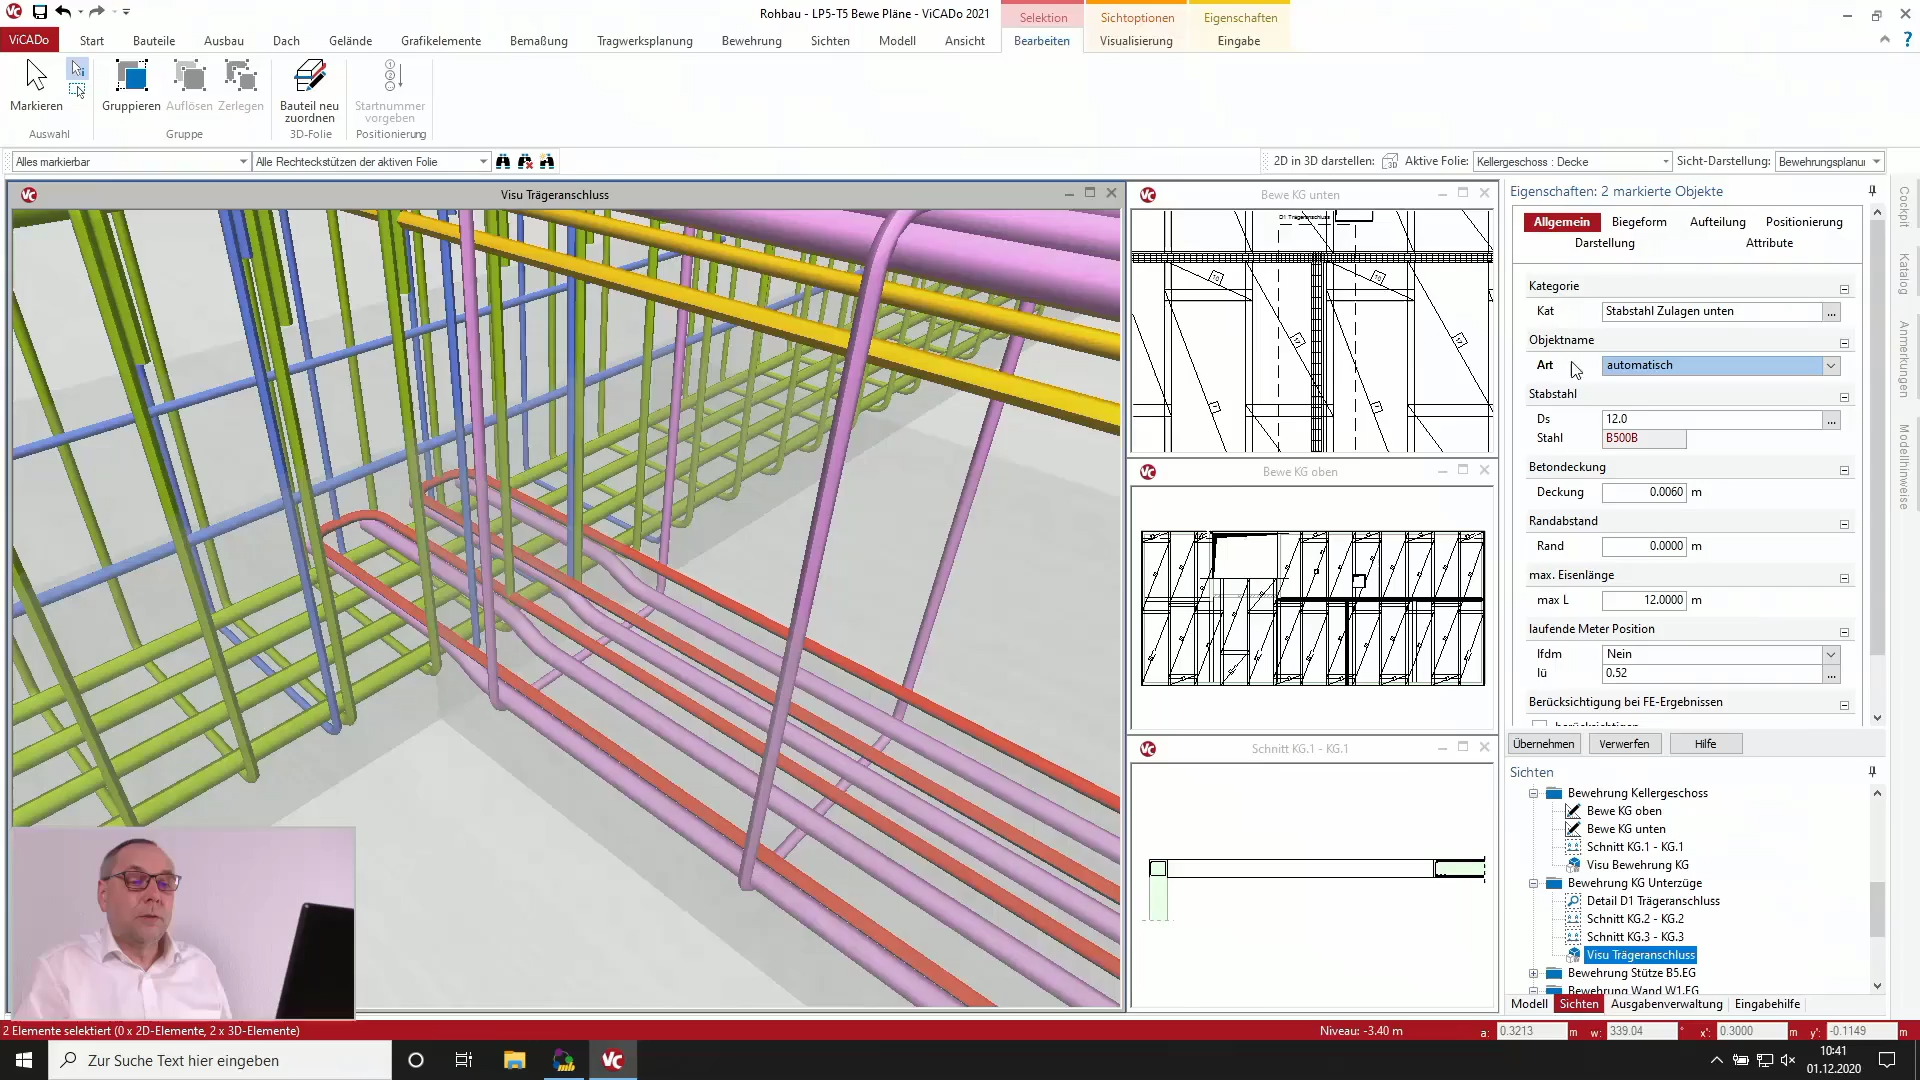 Rohbau - LP5-T5 Bewe Pläne - ViCADo 2021
Selektion
Sichtoptionen
Eigenschaften
ViCADo
Start
Bauteile
Ausbau
Dach
Gelände
Grafikelemente
Bemaßung
Tragwerksplanung
Bewehrung
Sichten
Modell
Ansicht
Bearbeiten
Visualisierung
Eingabe
Markieren
Gruppieren
Auflösen
Zerlegen
Bauteil neu
zuordnen
Startnummer
vorgeben
Auswahl
Gruppe
3D-Folie
Positionierung
Alles markierbar
Alle Rechteckstützen der aktiven Folie
2D in 3D darstellen:
Aktive Folie:
Kellergeschoss : Decke
Sicht-Darstellung:
Bewehrungsplanu
Visu Trägeranschluss
Bewe KG unten
D1 Trägeranschluss
Bewe KG oben
Schnitt KG.1 - KG.1
Eigenschaften: 2 markierte Objekte
Allgemein
Biegeform
Aufteilung
Positionierung
Darstellung
Attribute
Kategorie
Kat
Stabstahl Zulagen unten
...
Objektname
Art
automatisch
Stabstahl
Ds
12.0
...
Stahl
B500B
Betondeckung
Deckung
0.0060 m
Randabstand
Rand
0.0000 m
max. Eisenlänge
max L
12.0000 m
laufende Meter Position
lfdm
Nein
lü
0.52
...
Berücksichtigung bei FE-Ergebnissen
berücksichtigen
Übernehmen
Verwerfen
Hilfe
Sichten
Bewehrung Kellergeschoss
Bewe KG oben
Bewe KG unten
Schnitt KG.1 - KG.1
Visu Bewehrung KG
Bewehrung KG Unterzüge
Detail D1 Trägeranschluss
Schnitt KG.2 - KG.2
Schnitt KG.3 - KG.3
Visu Trägeranschluss
Bewehrung Stütze B5.EG
Bewehrung Wand W1.EG
Modell
Sichten
Ausgabenverwaltung
Eingabehilfe
Cockpit
Katalog
Anmerkungen
Modellhinweise
2 Elemente selektiert (0 x 2D-Elemente, 2 x 3D-Elemente)
Niveau: -3.40 m
a: 0.3213 m
w: 339.04 °
x': 0.3000 m
y': -0.1149 m
Zur Suche Text hier eingeben
mb
10:41
01.12.2020